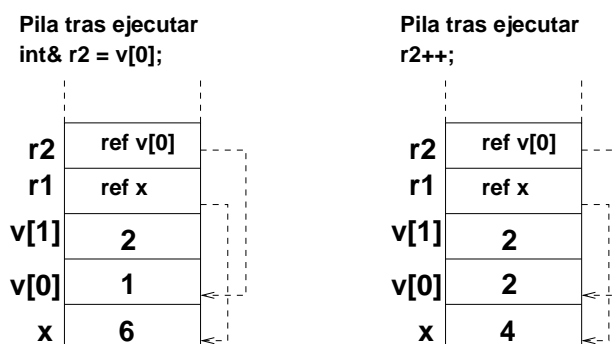 Pila tras ejecutar
int& r2 = v[0];
r2 ref v[0]
r1 ref x
v[1] 2
v[0] 1
x 6
Pila tras ejecutar
r2++;
r2 ref v[0]
r1 ref x
v[1] 2
v[0] 2
x 4